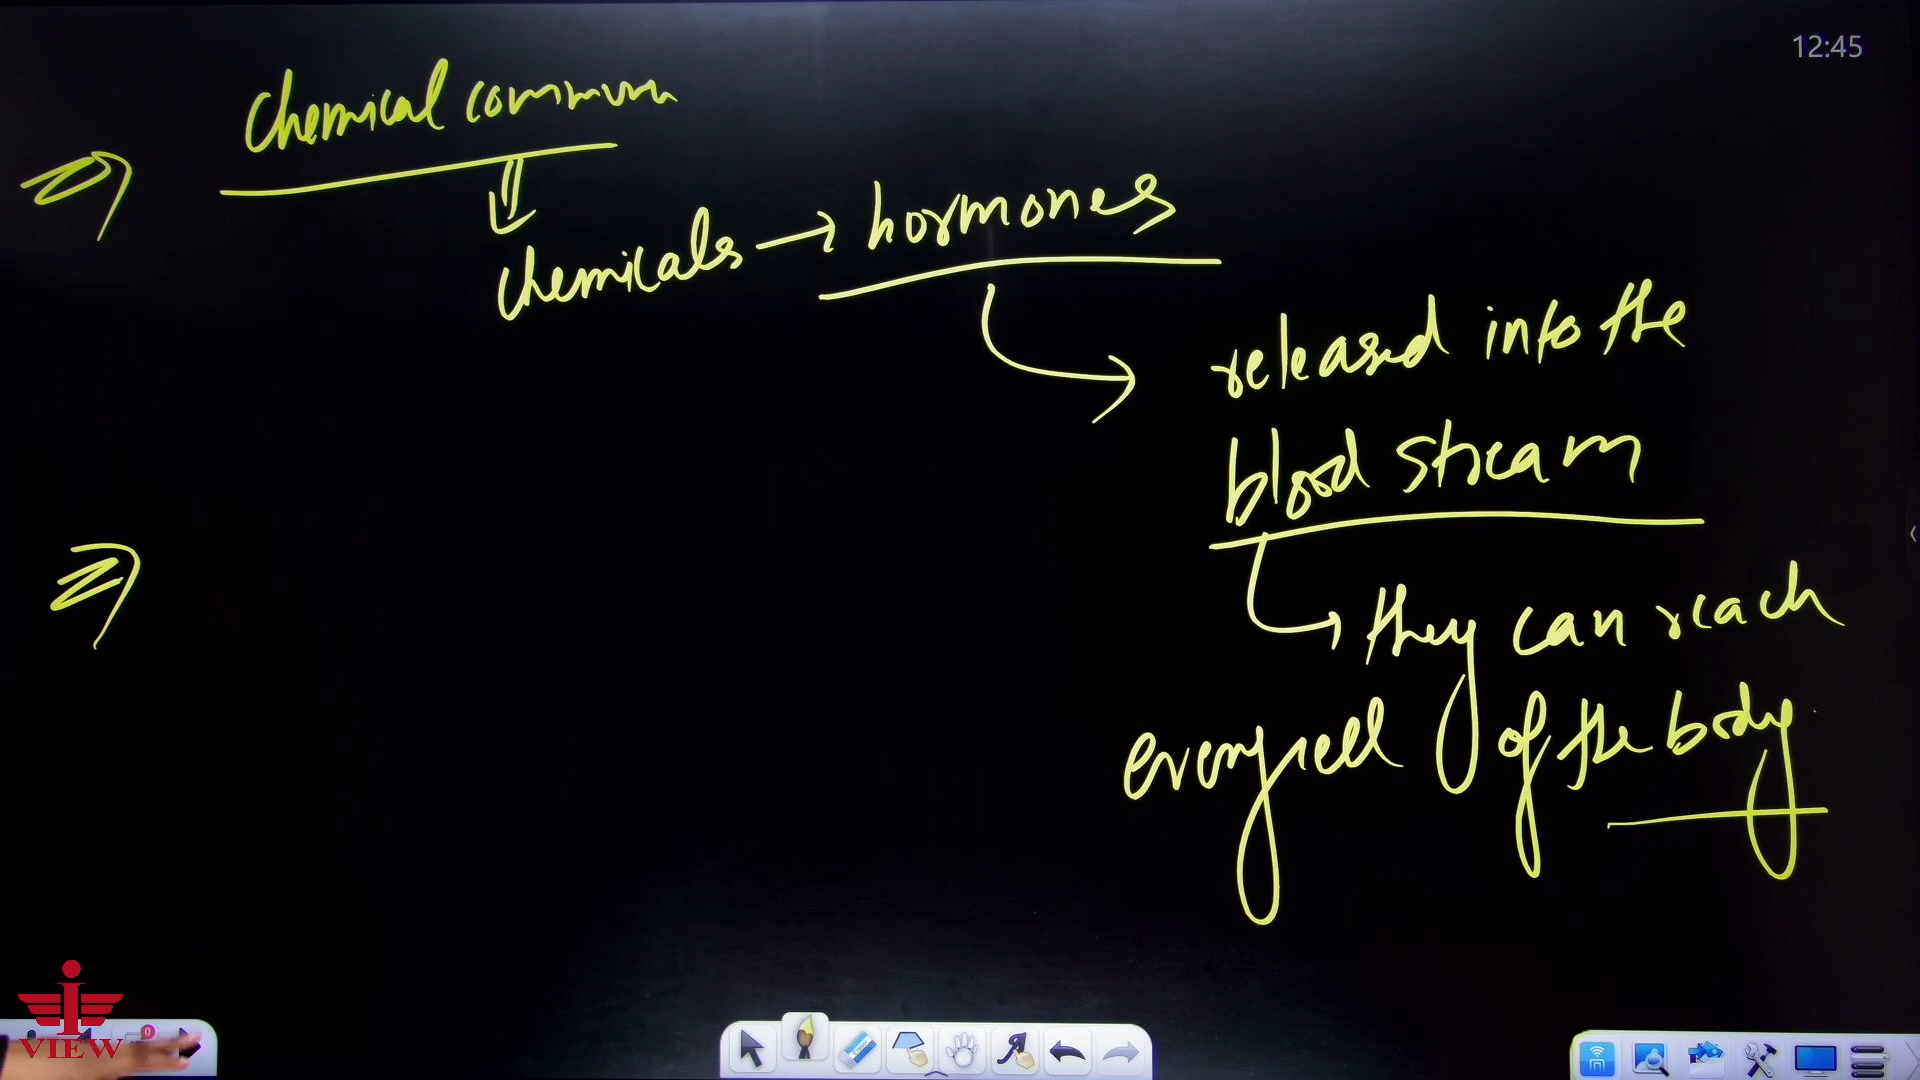 12:45
chemical commun
chemicals → hormones
released into the
blood stream
they can reach
every cell of the body
0
VIEW